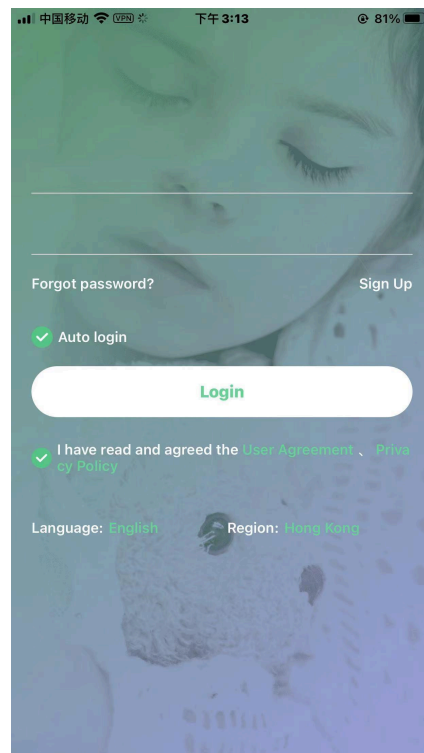 中国移动 VPN 下午3:13 81%
Forgot password? Sign Up
Auto login
Login
I have read and agreed the User Agreement 、 Priva
cy Policy
Language: English Region: Hong Kong